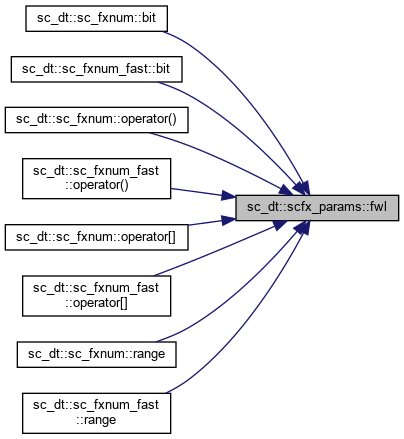 sc_dt::sc_fxnum::bit
sc_dt::sc_fxnum_fast::bit
sc_dt::sc_fxnum::operator()
sc_dt::sc_fxnum_fast
::operator()
sc_dt::scfx_params::fwl
sc_dt::sc_fxnum::operator[]
sc_dt::sc_fxnum_fast
::operator[]
sc_dt::sc_fxnum::range
sc_dt::sc_fxnum_fast
::range